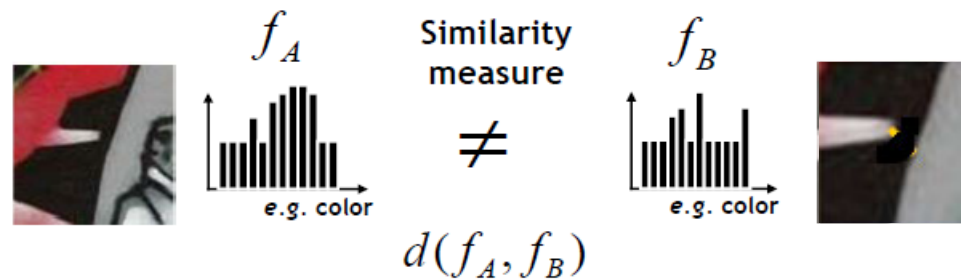 f_A
Similarity
measure
f_B
≠
e.g. color
e.g. color
d(f_A, f_B)